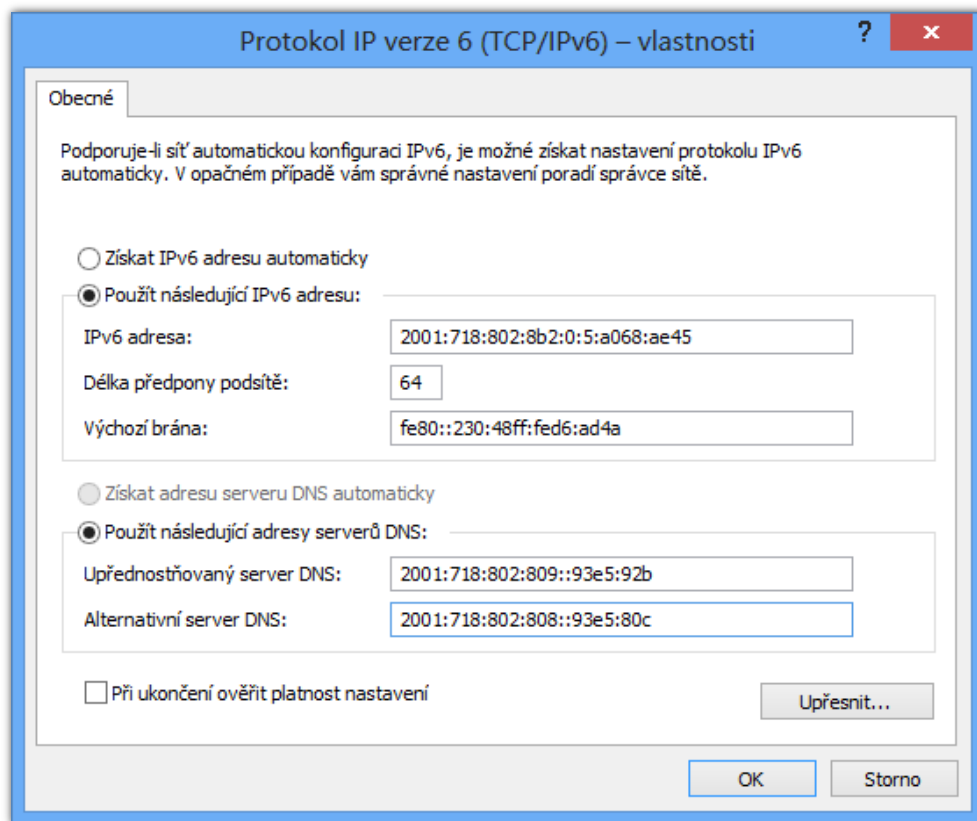 Protokol IP verze 6 (TCP/IPv6) – vlastnosti
?
x
Obecné
Podporuje-li síť automatickou konfiguraci IPv6, je možné získat nastavení protokolu IPv6
automaticky. V opačném případě vám správné nastavení poradí správce sítě.
Získat IPv6 adresu automaticky
Použít následující IPv6 adresu:
IPv6 adresa: 2001:718:802:8b2:0:5:a068:ae45
Délka předpony podsítě: 64
Výchozí brána: fe80::230:48ff:fed6:ad4a
Získat adresu serveru DNS automaticky
Použít následující adresy serverů DNS:
Upřednostňovaný server DNS: 2001:718:802:809::93e5:92b
Alternativní server DNS: 2001:718:802:808::93e5:80c
Při ukončení ověřit platnost nastavení
Upřesnit...
OK Storno